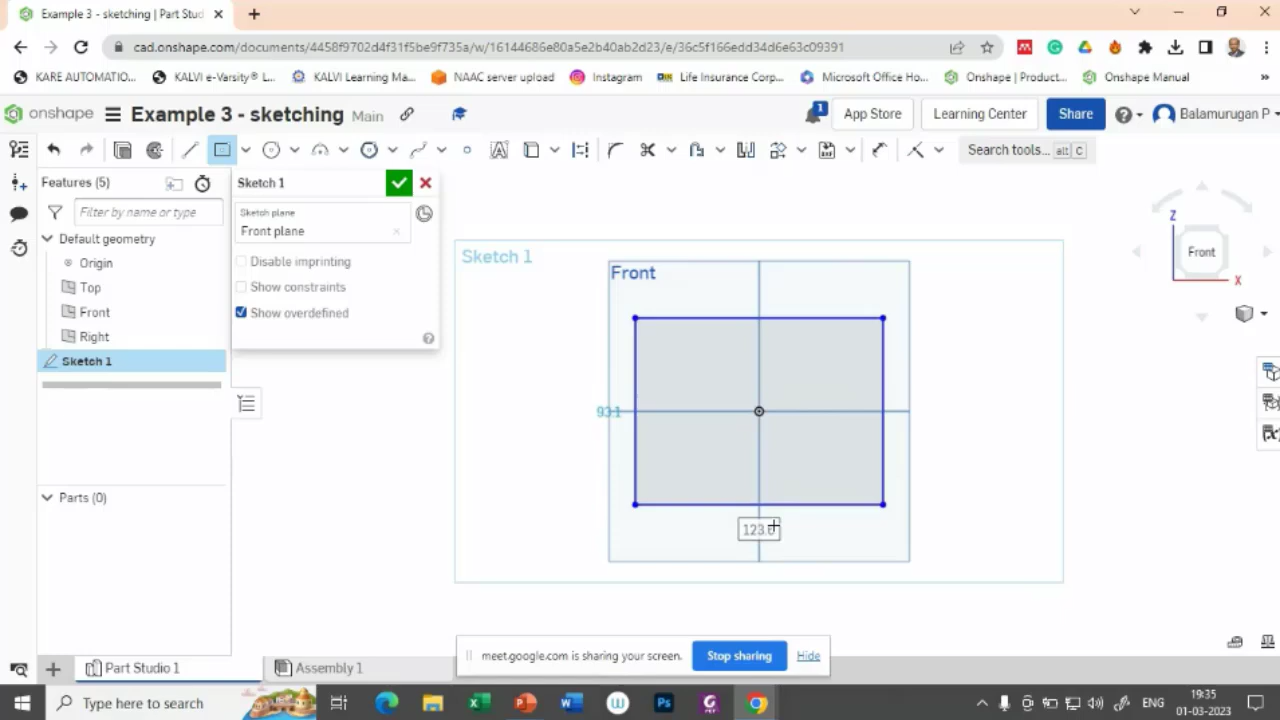 Example 3 - sketching | Part Studi
cad.onshape.com/documents/4458f9702d4f31f5be9f735a/w/16144686e80a5e2b40ab2d23/e/36c5f166edd34d6e63c09391
KARE AUTOMATIO...
KALVI e-Varsity® L...
KALVI Learning Ma...
NAAC server upload
Instagram
Life Insurance Corp...
Microsoft Office Ho...
Onshape | Product...
Onshape Manual
»
onshape
Example 3 - sketching
Main
1
App Store
Learning Center
Share
Balamurugan P
Search tools... alt C
Features (5)
Filter by name or type
Default geometry
Origin
Top
Front
Right
Sketch 1
Parts (0)
Sketch 1
Sketch plane
Front plane
Disable imprinting
Show constraints
Show overdefined
Sketch 1
Front
93.1
Z
Front
X
Part Studio 1
Assembly 1
meet.google.com is sharing your screen.
Stop sharing
Hide
Type here to search
ENG
19:35
01-03-2023